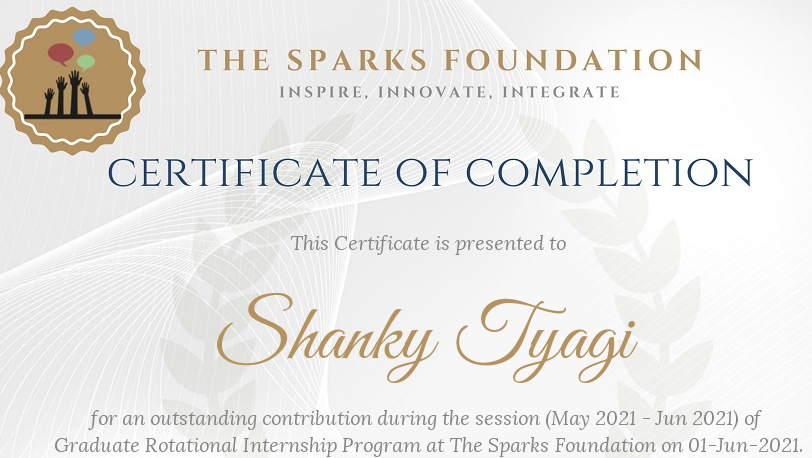 THE SPARKS FOUNDATION
INSPIRE, INNOVATE, INTEGRATE
CERTIFICATE OF COMPLETION
This Certificate is presented to
Shanky Tyagi
for an outstanding contribution during the session (May 2021 - Jun 2021) of
Graduate Rotational Internship Program at The Sparks Foundation on 01-Jun-2021.